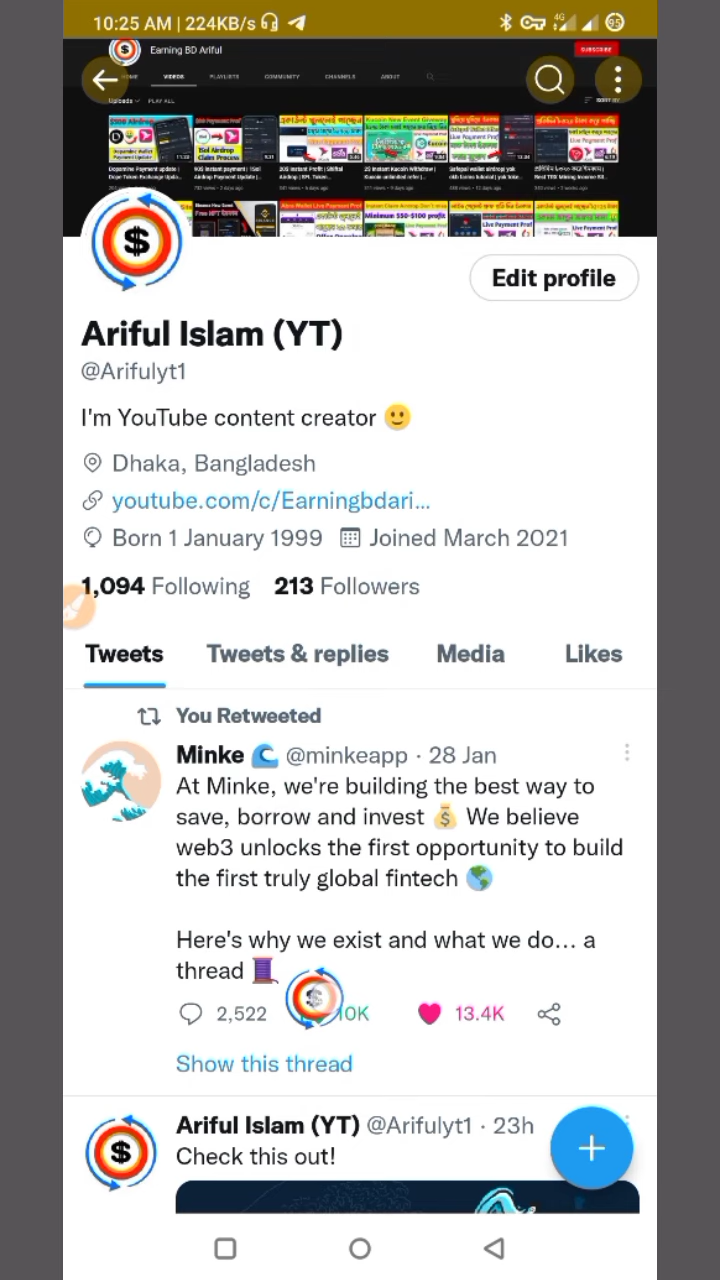 10:25 AM | 224KB/s
4G
95
Earning BD Ariful
SUBSCRIBE
HOME VIDEOS PLAYLISTS COMMUNITY CHANNELS ABOUT
Uploads PLAY ALL
SORT BY
$
Edit profile
Ariful Islam (YT)
@Arifulyt1
I'm YouTube content creator 🙂
Dhaka, Bangladesh
youtube.com/c/Earningbdari...
Born 1 January 1999 Joined March 2021
1,094 Following 213 Followers
Tweets Tweets & replies Media Likes
You Retweeted
Minke 🌊 @minkeapp · 28 Jan
At Minke, we're building the best way to
save, borrow and invest 💰 We believe
web3 unlocks the first opportunity to build
the first truly global fintech 🌎
Here's why we exist and what we do... a
thread 🧵
2,522 10K 13.4K
Show this thread
Ariful Islam (YT) @Arifulyt1 · 23h
$
Check this out!
+